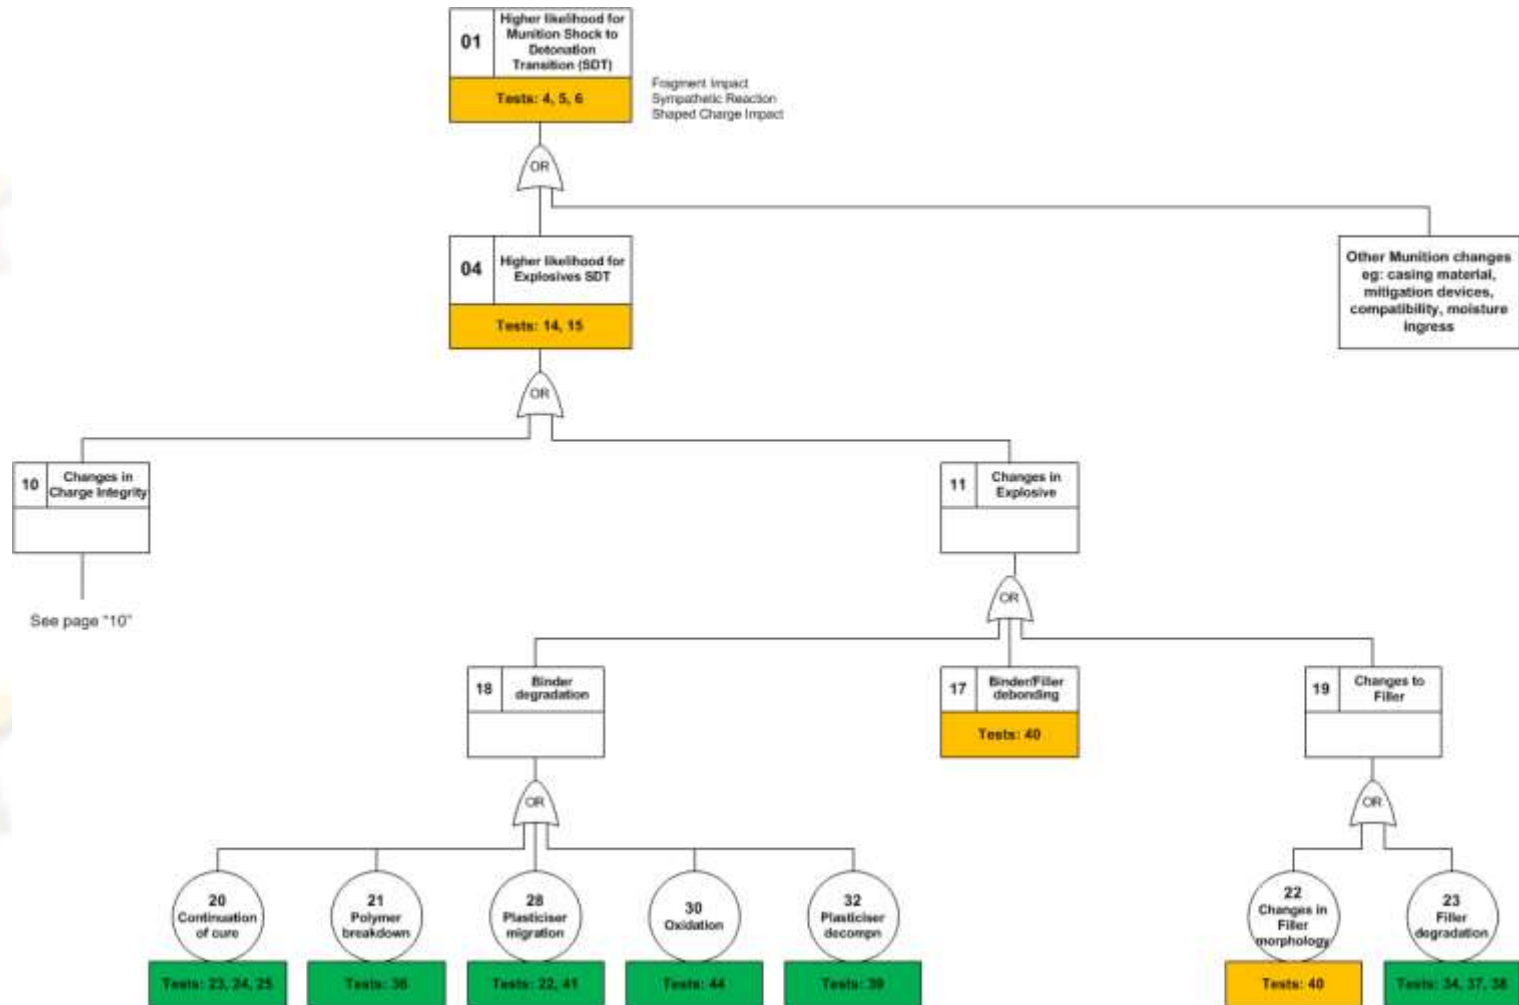 01
Higher likelihood for
Munition Shock to
Detonation
Transition (SDT)
Tests: 4, 5, 6
Fragment Impact
Sympathetic Reaction
Shaped Charge Impact
OR
04
Higher likelihood for
Explosives SDT
Tests: 14, 15
Other Munition changes
eg: casing material,
mitigation devices,
compatibility, moisture
ingress
OR
10
Changes in
Charge Integrity
See page "10"
11
Changes in
Explosive
OR
18
Binder
degradation
17
Binder/Filler
debonding
Tests: 40
19
Changes to
Filler
OR
OR
20
Continuation
of cure
Tests: 23, 24, 25
21
Polymer
breakdown
Tests: 36
28
Plasticiser
migration
Tests: 22, 41
30
Oxidation
Tests: 44
32
Plasticiser
decompn
Tests: 39
22
Changes in
Filler
morphology
Tests: 40
23
Filler
degradation
Tests: 34, 37, 38